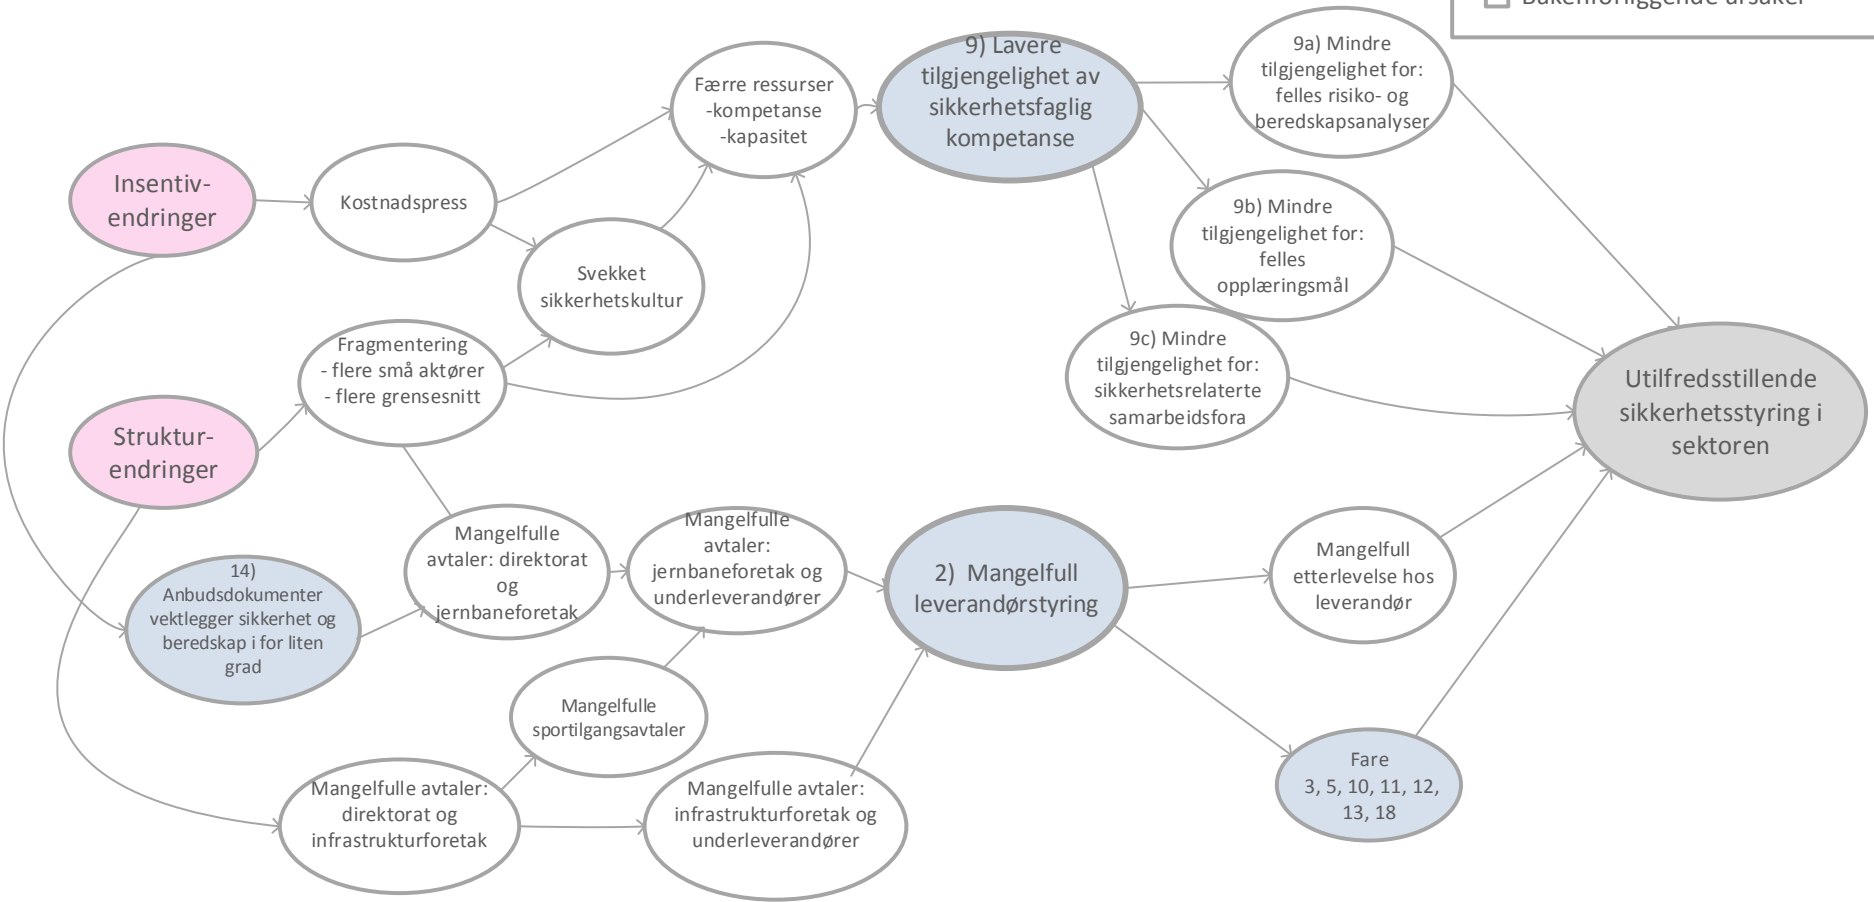 Bakenforliggende årsaker
9) Lavere
tilgjengelighet av
sikkerhetsfaglig
kompetanse
9a) Mindre
tilgjengelighet for:
felles risiko- og
beredskapsanalyser
Færre ressurser
-kompetanse
-kapasitet
Insentiv-
endringer
Kostnadspress
9b) Mindre
tilgjengelighet for:
felles
opplæringsmål
Svekket
sikkerhetskultur
Fragmentering
- flere små aktører
- flere grensesnitt
9c) Mindre
tilgjengelighet for:
sikkerhetsrelaterte
samarbeidsfora
Utilfredsstillende
sikkerhetsstyring i
sektoren
Struktur-
endringer
Mangelfulle
avtaler: direktorat
og
jernbaneforetak
Mangelfulle
avtaler:
jernbaneforetak og
underleverandører
2) Mangelfull
leverandørstyring
Mangelfull
etterlevelse hos
leverandør
14)
Anbudsdokumenter
vektlegger sikkerhet og
beredskap i for liten
grad
Mangelfulle
sportilgangsavtaler
Fare
3, 5, 10, 11, 12,
13, 18
Mangelfulle avtaler:
direktorat og
infrastrukturforetak
Mangelfulle avtaler:
infrastrukturforetak og
underleverandører